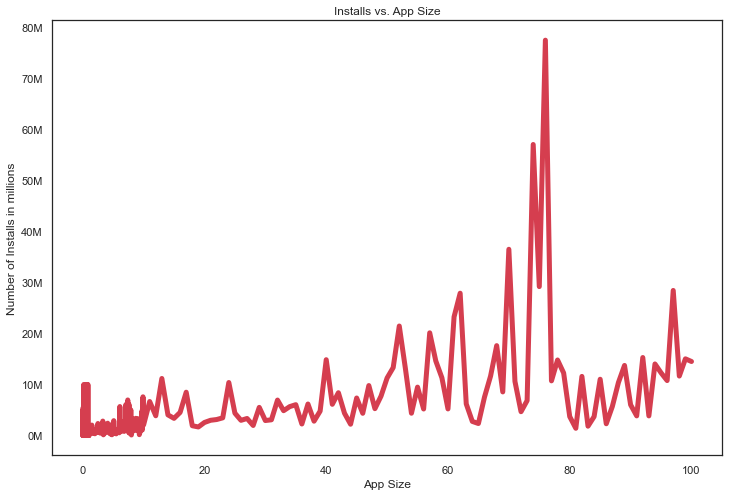 Installs vs. App Size
80M
70M
60M
50M
40M
30M
20M
10M
0M
Number of Installs in millions
0 20 40 60 80 100
App Size